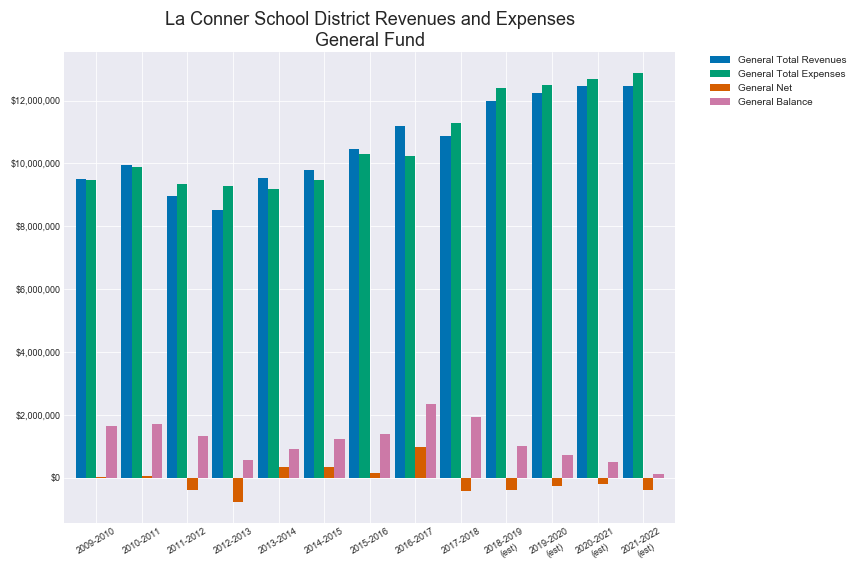 La Conner School District Revenues and Expenses
General Fund
General Total Revenues
General Total Expenses
General Net
General Balance
$12,000,000
$10,000,000
$8,000,000
$6,000,000
$4,000,000
$2,000,000
$0
2009-2010
2010-2011
2011-2012
2012-2013
2013-2014
2014-2015
2015-2016
2016-2017
2017-2018
2018-2019
(est)
2019-2020
(est)
2020-2021
(est)
2021-2022
(est)